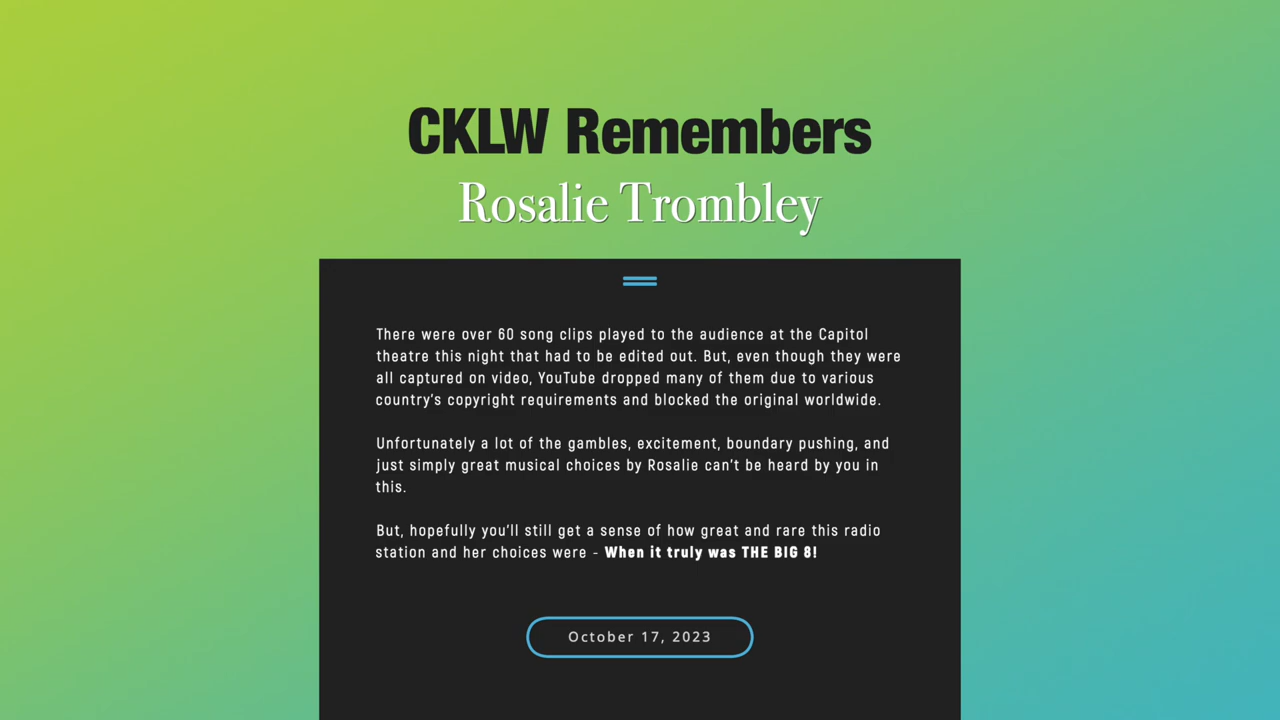 CKLW Remembers
Rosalie Trombley
There were over 60 song clips played to the audience at the Capitol
theatre this night that had to be edited out. But, even though they were
all captured on video, YouTube dropped many of them due to various
country's copyright requirements and blocked the original worldwide.
Unfortunately a lot of the gambles, excitement, boundary pushing, and
just simply great musical choices by Rosalie can't be heard by you in
this.
But, hopefully you'll still get a sense of how great and rare this radio
station and her choices were - When it truly was THE BIG 8!
October 17, 2023